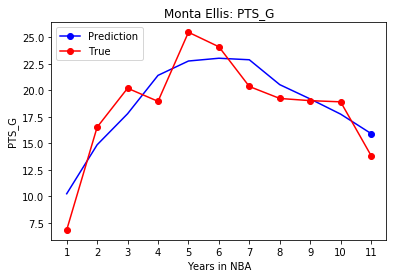 Monta Ellis: PTS_G
Prediction
True
PTS_G
25.0
22.5
20.0
17.5
15.0
12.5
10.0
7.5
1 2 3 4 5 6 7 8 9 10 11
Years in NBA